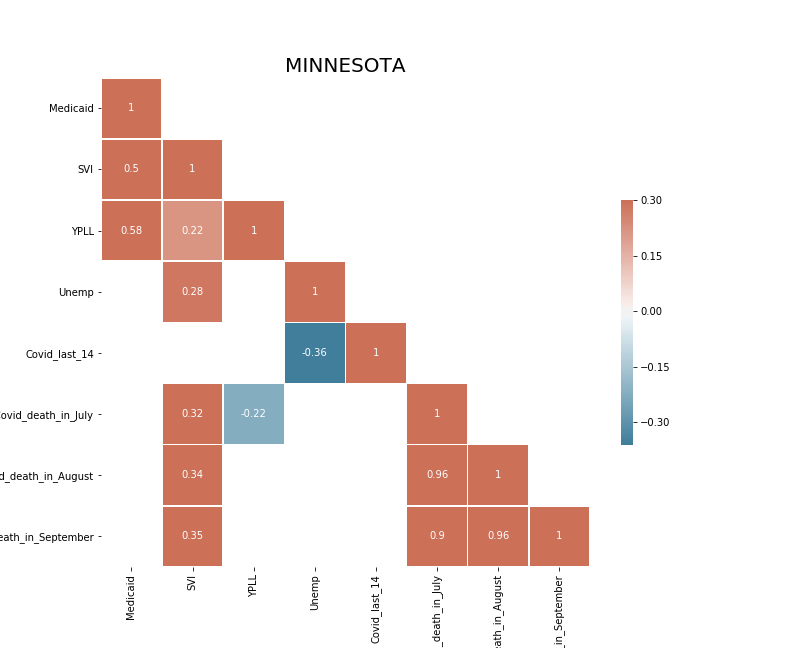 MINNESOTA
Medicaid 1
SVI 0.5 1
YPLL 0.58 0.22 1
Unemp 0.28 1
Covid_last_14 -0.36 1
ovid_death_in_July 0.32 -0.22 1
d_death_in_August 0.34 0.96 1
eath_in_September 0.35 0.9 0.96 1
Medicaid SVI YPLL Unemp Covid_last_14 _death_in_July eath_in_August _in_September
0.30
0.15
0.00
−0.15
−0.30